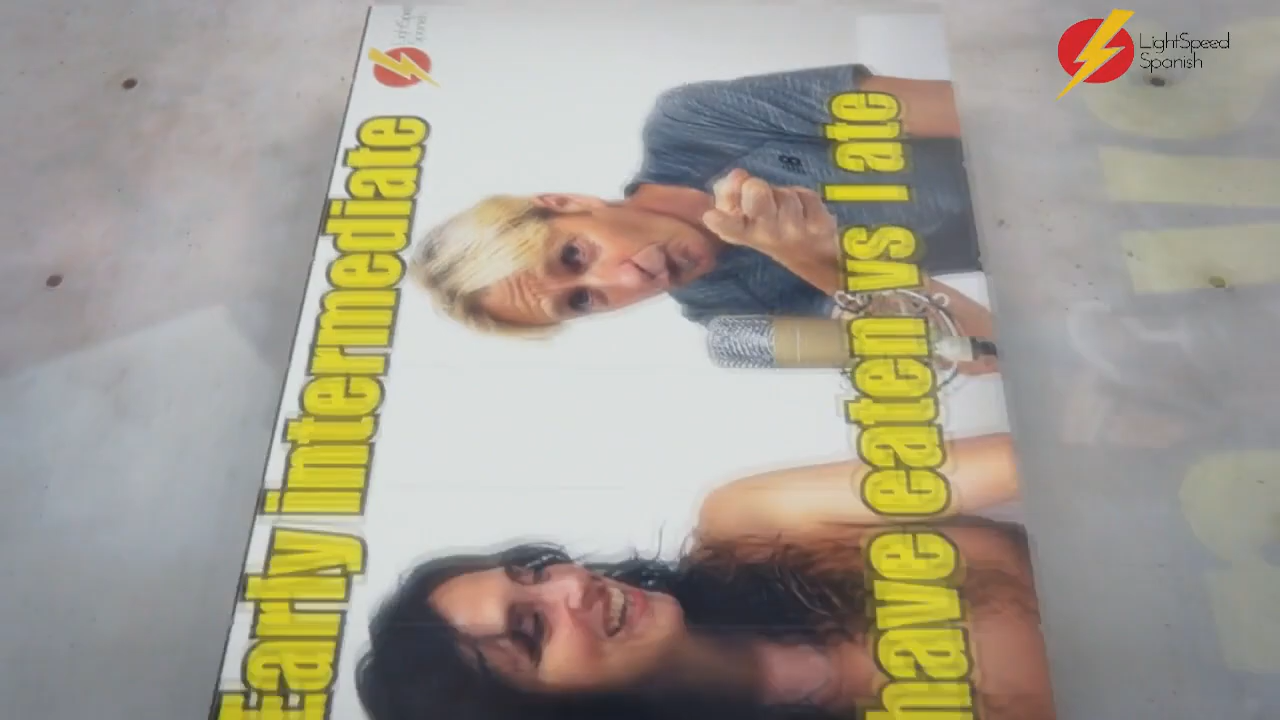 LightSpeed
Spanish
Early intermediate
have eaten vs I ate